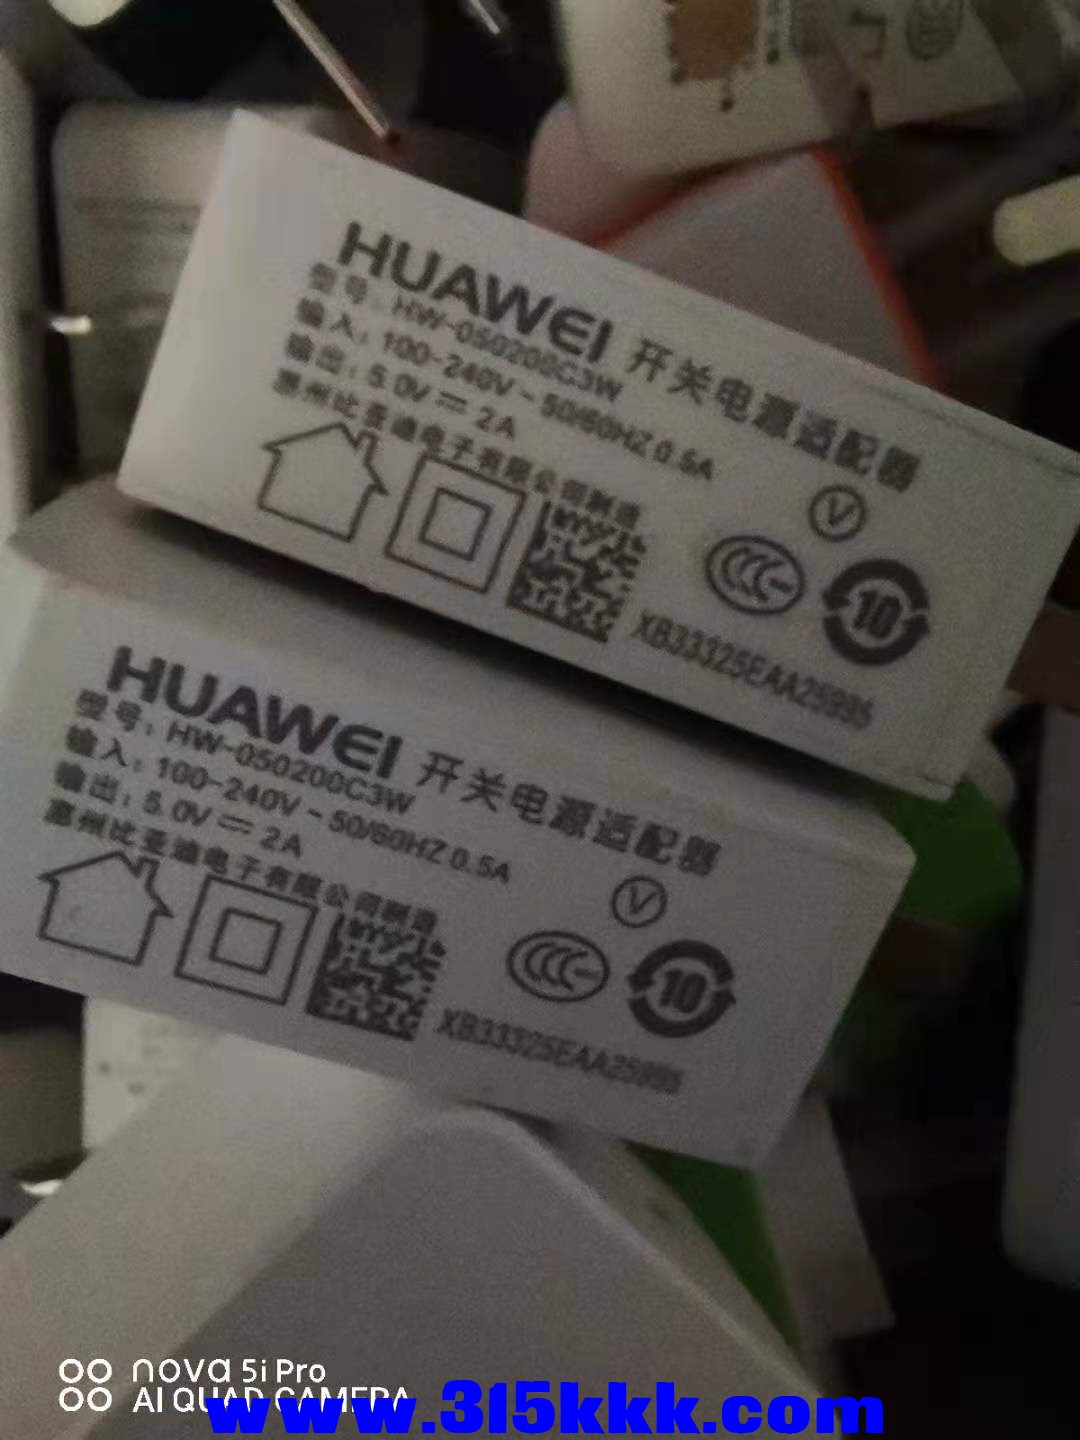 HUAWEI 开关电源适配器
型号：HW-050200C3W
输入：100-240V ~ 50/60HZ 0.5A
输出：5.0V ⎓ 2A
惠州比亚迪电子有限公司制造
V
CCC
10
XB33325EAA25995
HUAWEI 开关电源适配器
型号：HW-050200C3W
输入：100-240V ~ 50/60HZ 0.5A
输出：5.0V ⎓ 2A
惠州比亚迪电子有限公司制造
V
CCC
10
XB33325EAA25995
nova 5i Pro
AI QUAD CAMERA
www.315kkk.com